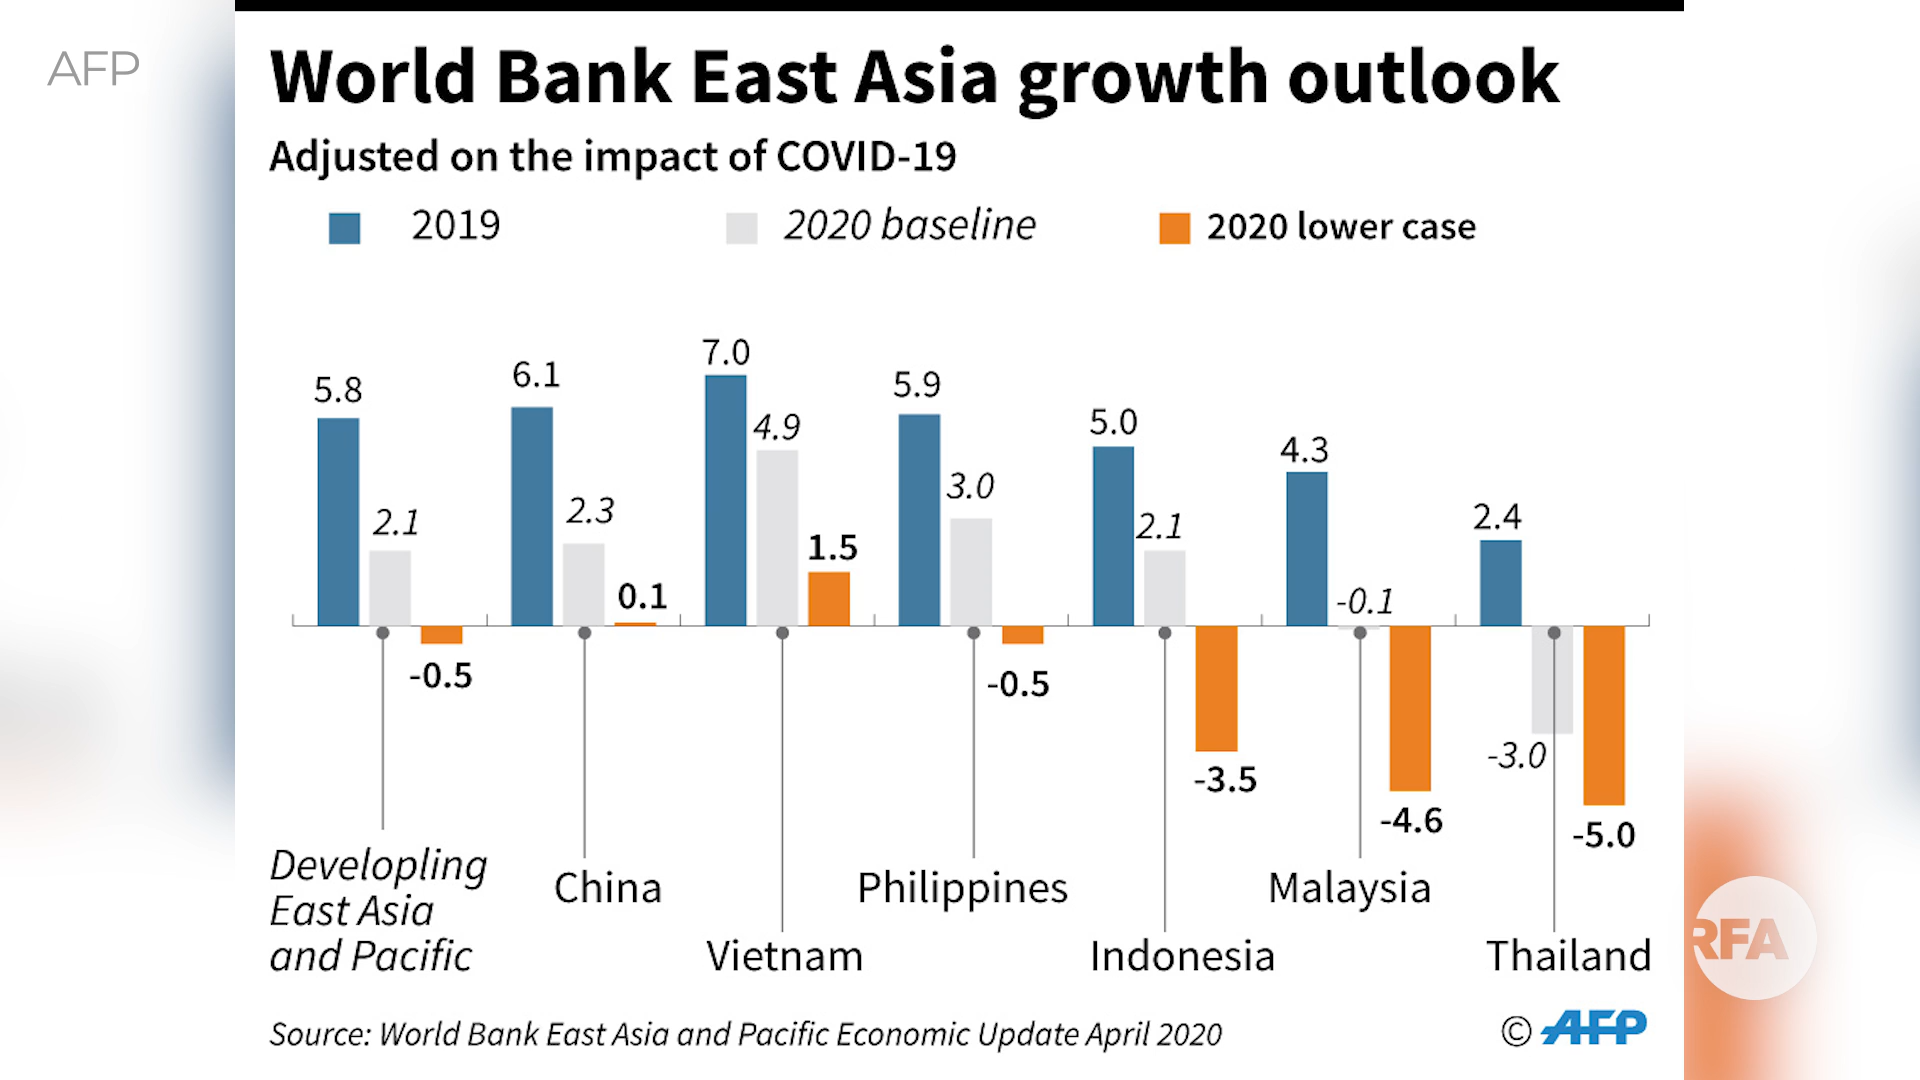 AFP
World Bank East Asia growth outlook
Adjusted on the impact of COVID-19
2019 2020 baseline 2020 lower case
5.8 2.1 -0.5
6.1 2.3 0.1
7.0 4.9 1.5
5.9 3.0 -0.5
5.0 2.1 -3.5
4.3 -0.1 -4.6
2.4 -3.0 -5.0
Developling
East Asia
and Pacific
China
Vietnam
Philippines
Indonesia
Malaysia
Thailand
RFA
Source: World Bank East Asia and Pacific Economic Update April 2020
© AFP